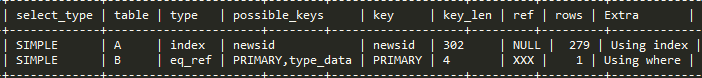 | select_type | table | type | possible_keys | key | key_len | ref | rows | Extra |
| SIMPLE | A | index | newsid | newsid | 302 | NULL | 279 | Using index |
| SIMPLE | B | eq_ref | PRIMARY,type_data | PRIMARY | 4 | XXX | 1 | Using where |